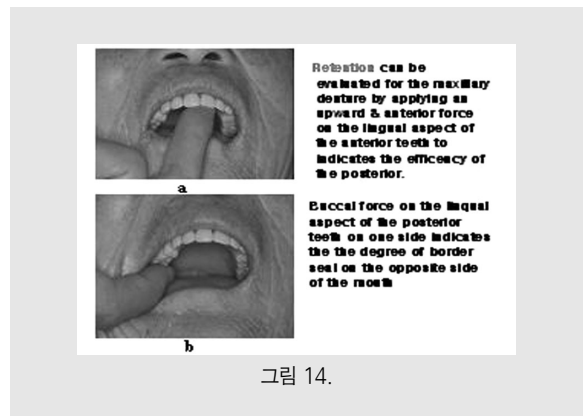 Retention can be
evaluated for the maxillary
denture by applying an
upward & anterior force
on the lingual aspect of
the anterior teeth to
indicates the efficecy of
the posterior.
a
Buccal force on the lingual
aspect of the posterior
teeth on one side indicates
the the degree of border
seal on the opposite side
of the mouth
b
그림 14.